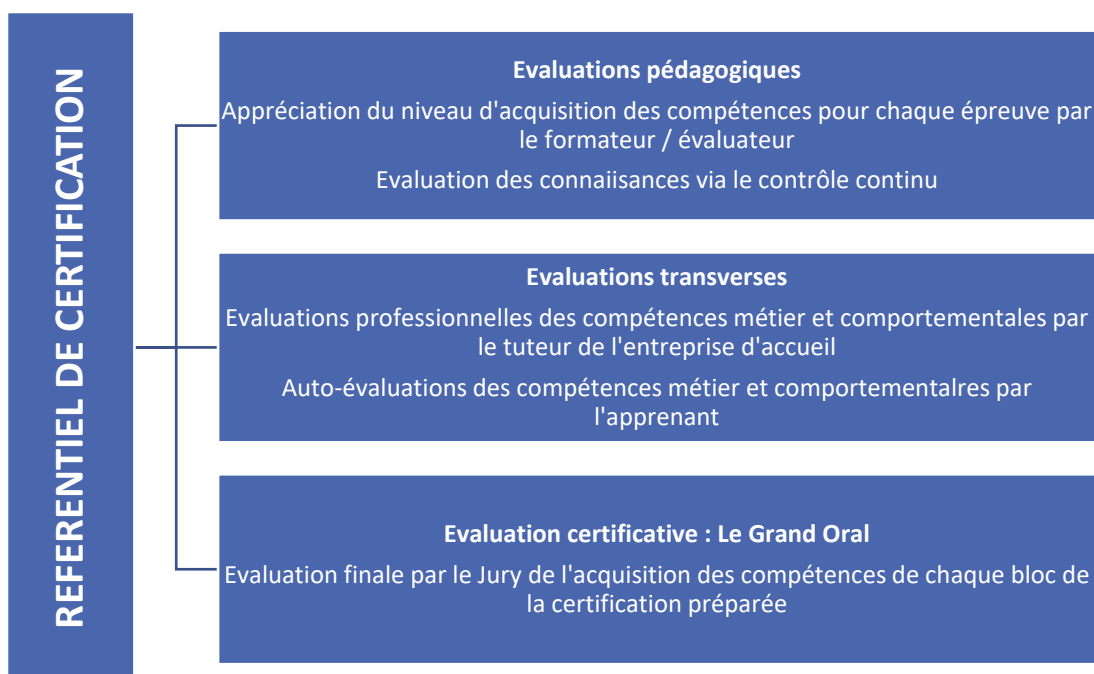 REFERENTIEL DE CERTIFICATION
Evaluations pédagogiques
Appréciation du niveau d'acquisition des compétences pour chaque épreuve par
le formateur / évaluateur
Evaluation des connaiisances via le contrôle continu
Evaluations transverses
Evaluations professionnelles des compétences métier et comportementales par
le tuteur de l'entreprise d'accueil
Auto-évaluations des compétences métier et comportementalres par
l'apprenant
Evaluation certificative : Le Grand Oral
Evaluation finale par le Jury de l'acquisition des compétences de chaque bloc de
la certification préparée